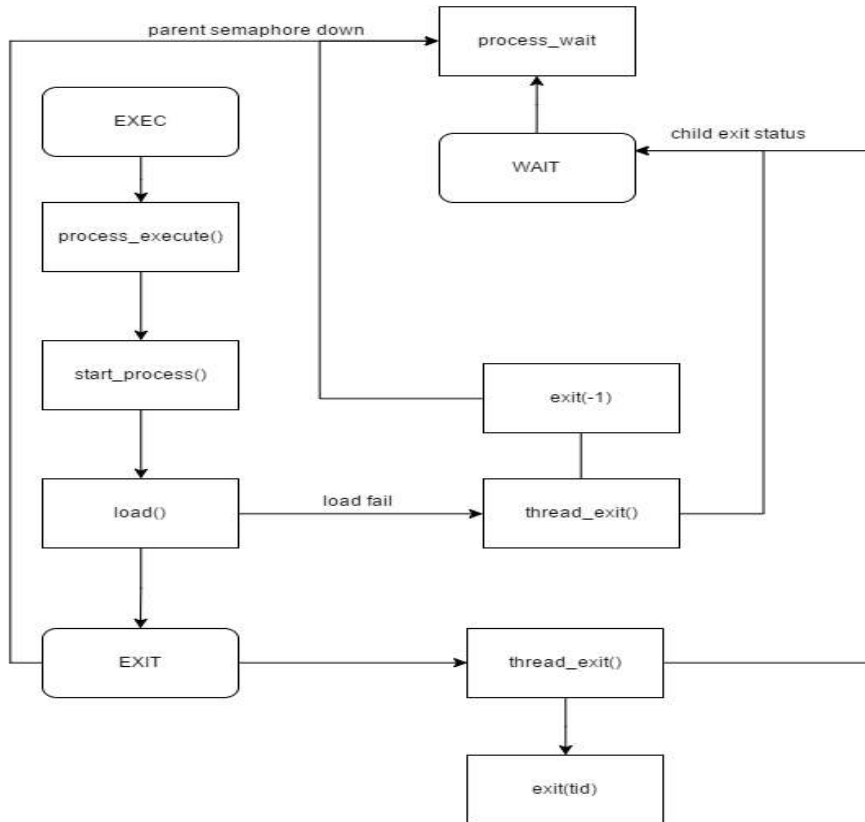 parent semaphore down
process_wait
EXEC
child exit status
WAIT
process_execute()
start_process()
exit(-1)
load()
load fail
thread_exit()
EXIT
thread_exit()
exit(tid)